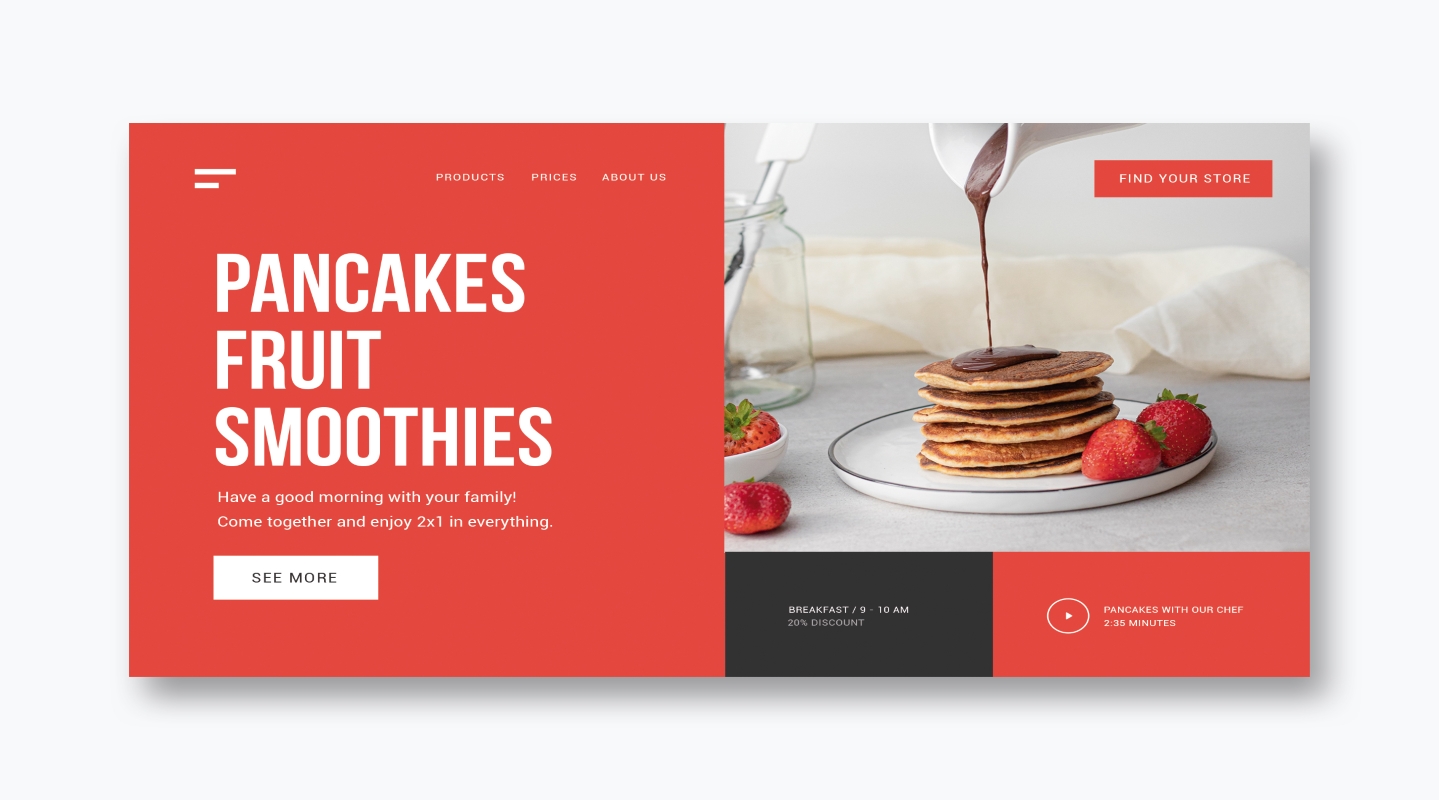 PRODUCTS PRICES ABOUT US
FIND YOUR STORE
PANCAKES
FRUIT
SMOOTHIES
Have a good morning with your family!
Come together and enjoy 2x1 in everything.
SEE MORE
BREAKFAST / 9 - 10 AM
20% DISCOUNT
PANCAKES WITH OUR CHEF
2:35 MINUTES